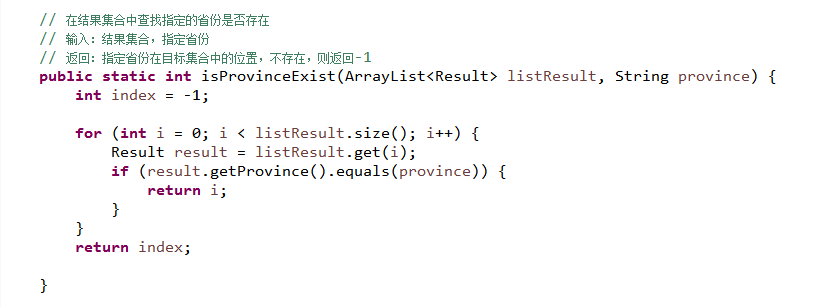 // 在结果集合中查找指定的省份是否存在
// 输入：结果集合，指定省份
// 返回：指定省份在目标集合中的位置，不存在，则返回-1
public static int isProvinceExist(ArrayList<Result> listResult, String province) {
    int index = -1;

    for (int i = 0; i < listResult.size(); i++) {
        Result result = listResult.get(i);
        if (result.getProvince().equals(province)) {
            return i;
        }
    }
    return index;

}